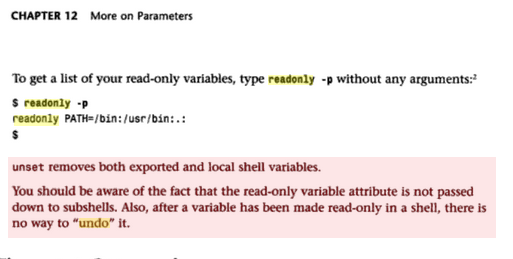 CHAPTER 12 More on Parameters
To get a list of your read-only variables, type readonly -p without any arguments:²
$ readonly -p
readonly PATH=/bin:/usr/bin:.:
$
unset removes both exported and local shell variables.
You should be aware of the fact that the read-only variable attribute is not passed
down to subshells. Also, after a variable has been made read-only in a shell, there is
no way to “undo” it.